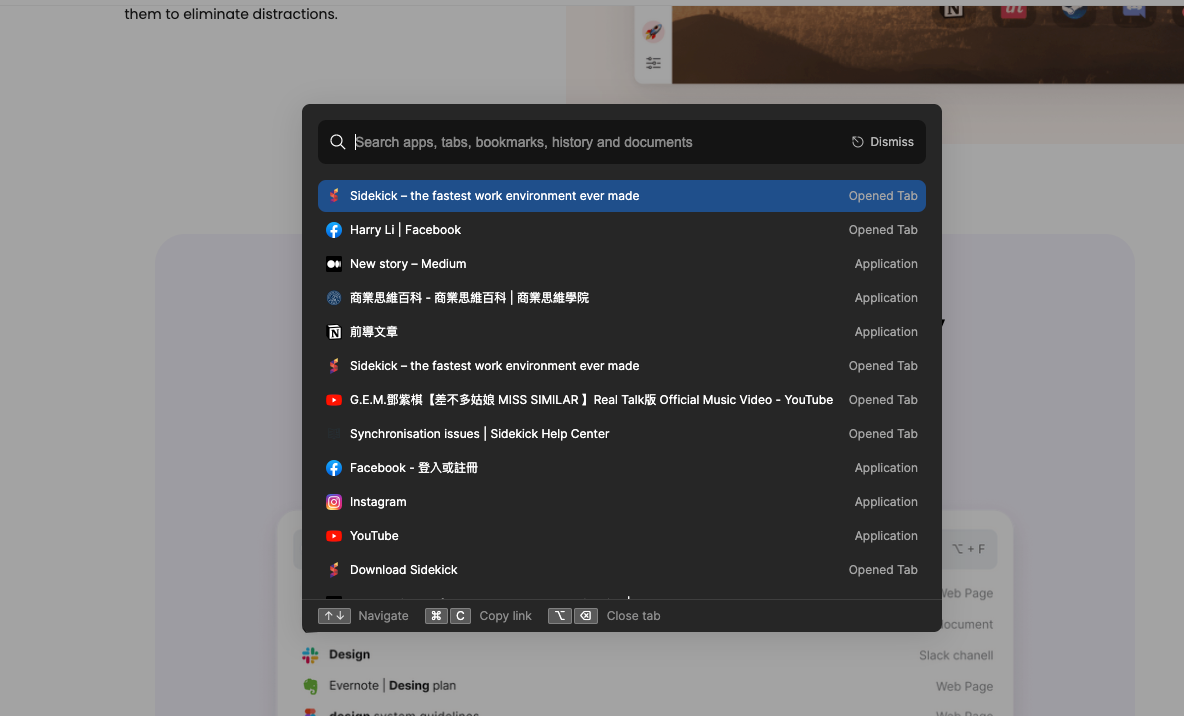 them to eliminate distractions.
Search apps, tabs, bookmarks, history and documents
Dismiss
Sidekick – the fastest work environment ever made Opened Tab
Harry Li | Facebook Opened Tab
New story – Medium Application
商業思維百科 - 商業思維百科 | 商業思維學院 Application
前導文章 Application
Sidekick – the fastest work environment ever made Opened Tab
G.E.M.鄧紫棋【差不多姑娘 MISS SIMILAR 】Real Talk版 Official Music Video - YouTube Opened Tab
Synchronisation issues | Sidekick Help Center Opened Tab
Facebook - 登入或註冊 Application
Instagram Application
YouTube Application
Download Sidekick Opened Tab
⌥ + F
Web Page
↑↓ Navigate ⌘ C Copy link ⌥ ⌫ Close tab
Design Slack chanell
Evernote | Desing plan Web Page
design system guidelines Web Page